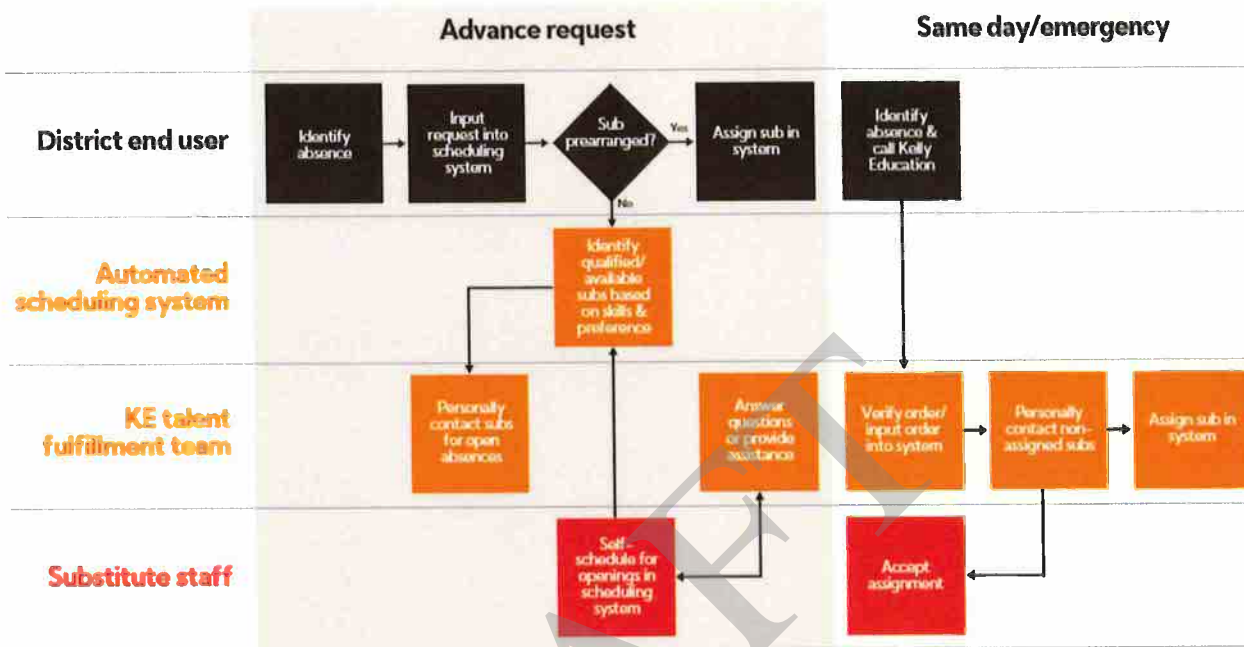 Advance request
Same day/emergency
District end user
Identify
absence
Input
request into
scheduling
system
Sub
prearranged?
Yes
No
Assign sub in
system
Identify
absence &
call Kelly
Education
Automated
scheduling system
Identify
qualified/
available
subs based
on skills &
preference
KE talent
fulfillment team
Personally
contact subs
for open
absences
Answer
questions
or provide
assistance
Verify order/
input order
into system
Personally
contact non-
assigned subs
Assign sub in
system
Substitute staff
Self-
schedule for
openings in
scheduling
system
Accept
assignment
AFT